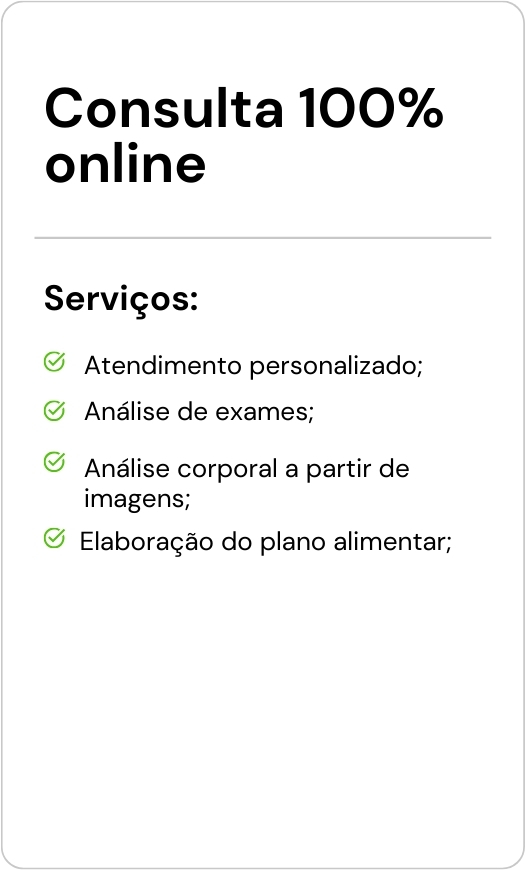 Consulta 100%
online
Serviços:
Atendimento personalizado;
Análise de exames;
Análise corporal a partir de
imagens;
Elaboração do plano alimentar;